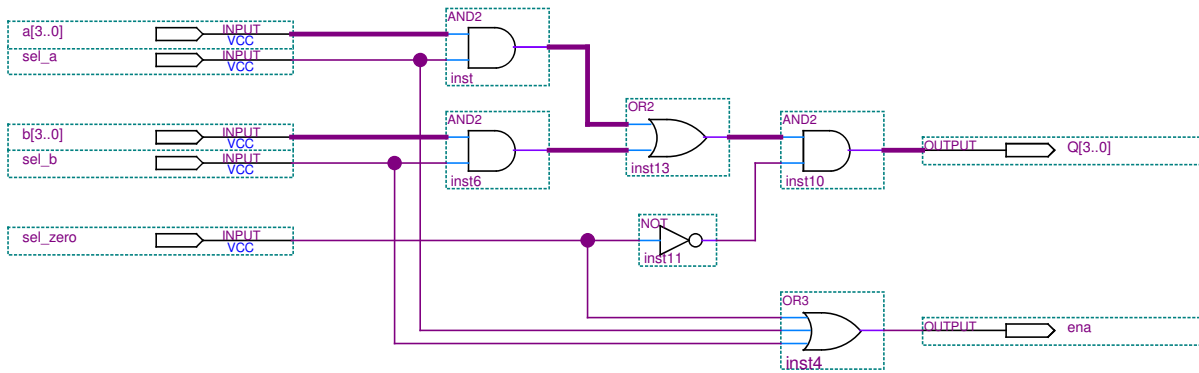 AND2
a[3..0]
INPUT
VCC
sel_a
INPUT
VCC
inst
b[3..0]
INPUT
VCC
sel_b
INPUT
VCC
AND2
inst6
OR2
inst13
AND2
inst10
OUTPUT
Q[3..0]
sel_zero
INPUT
VCC
NOT
inst11
OR3
inst4
OUTPUT
ena